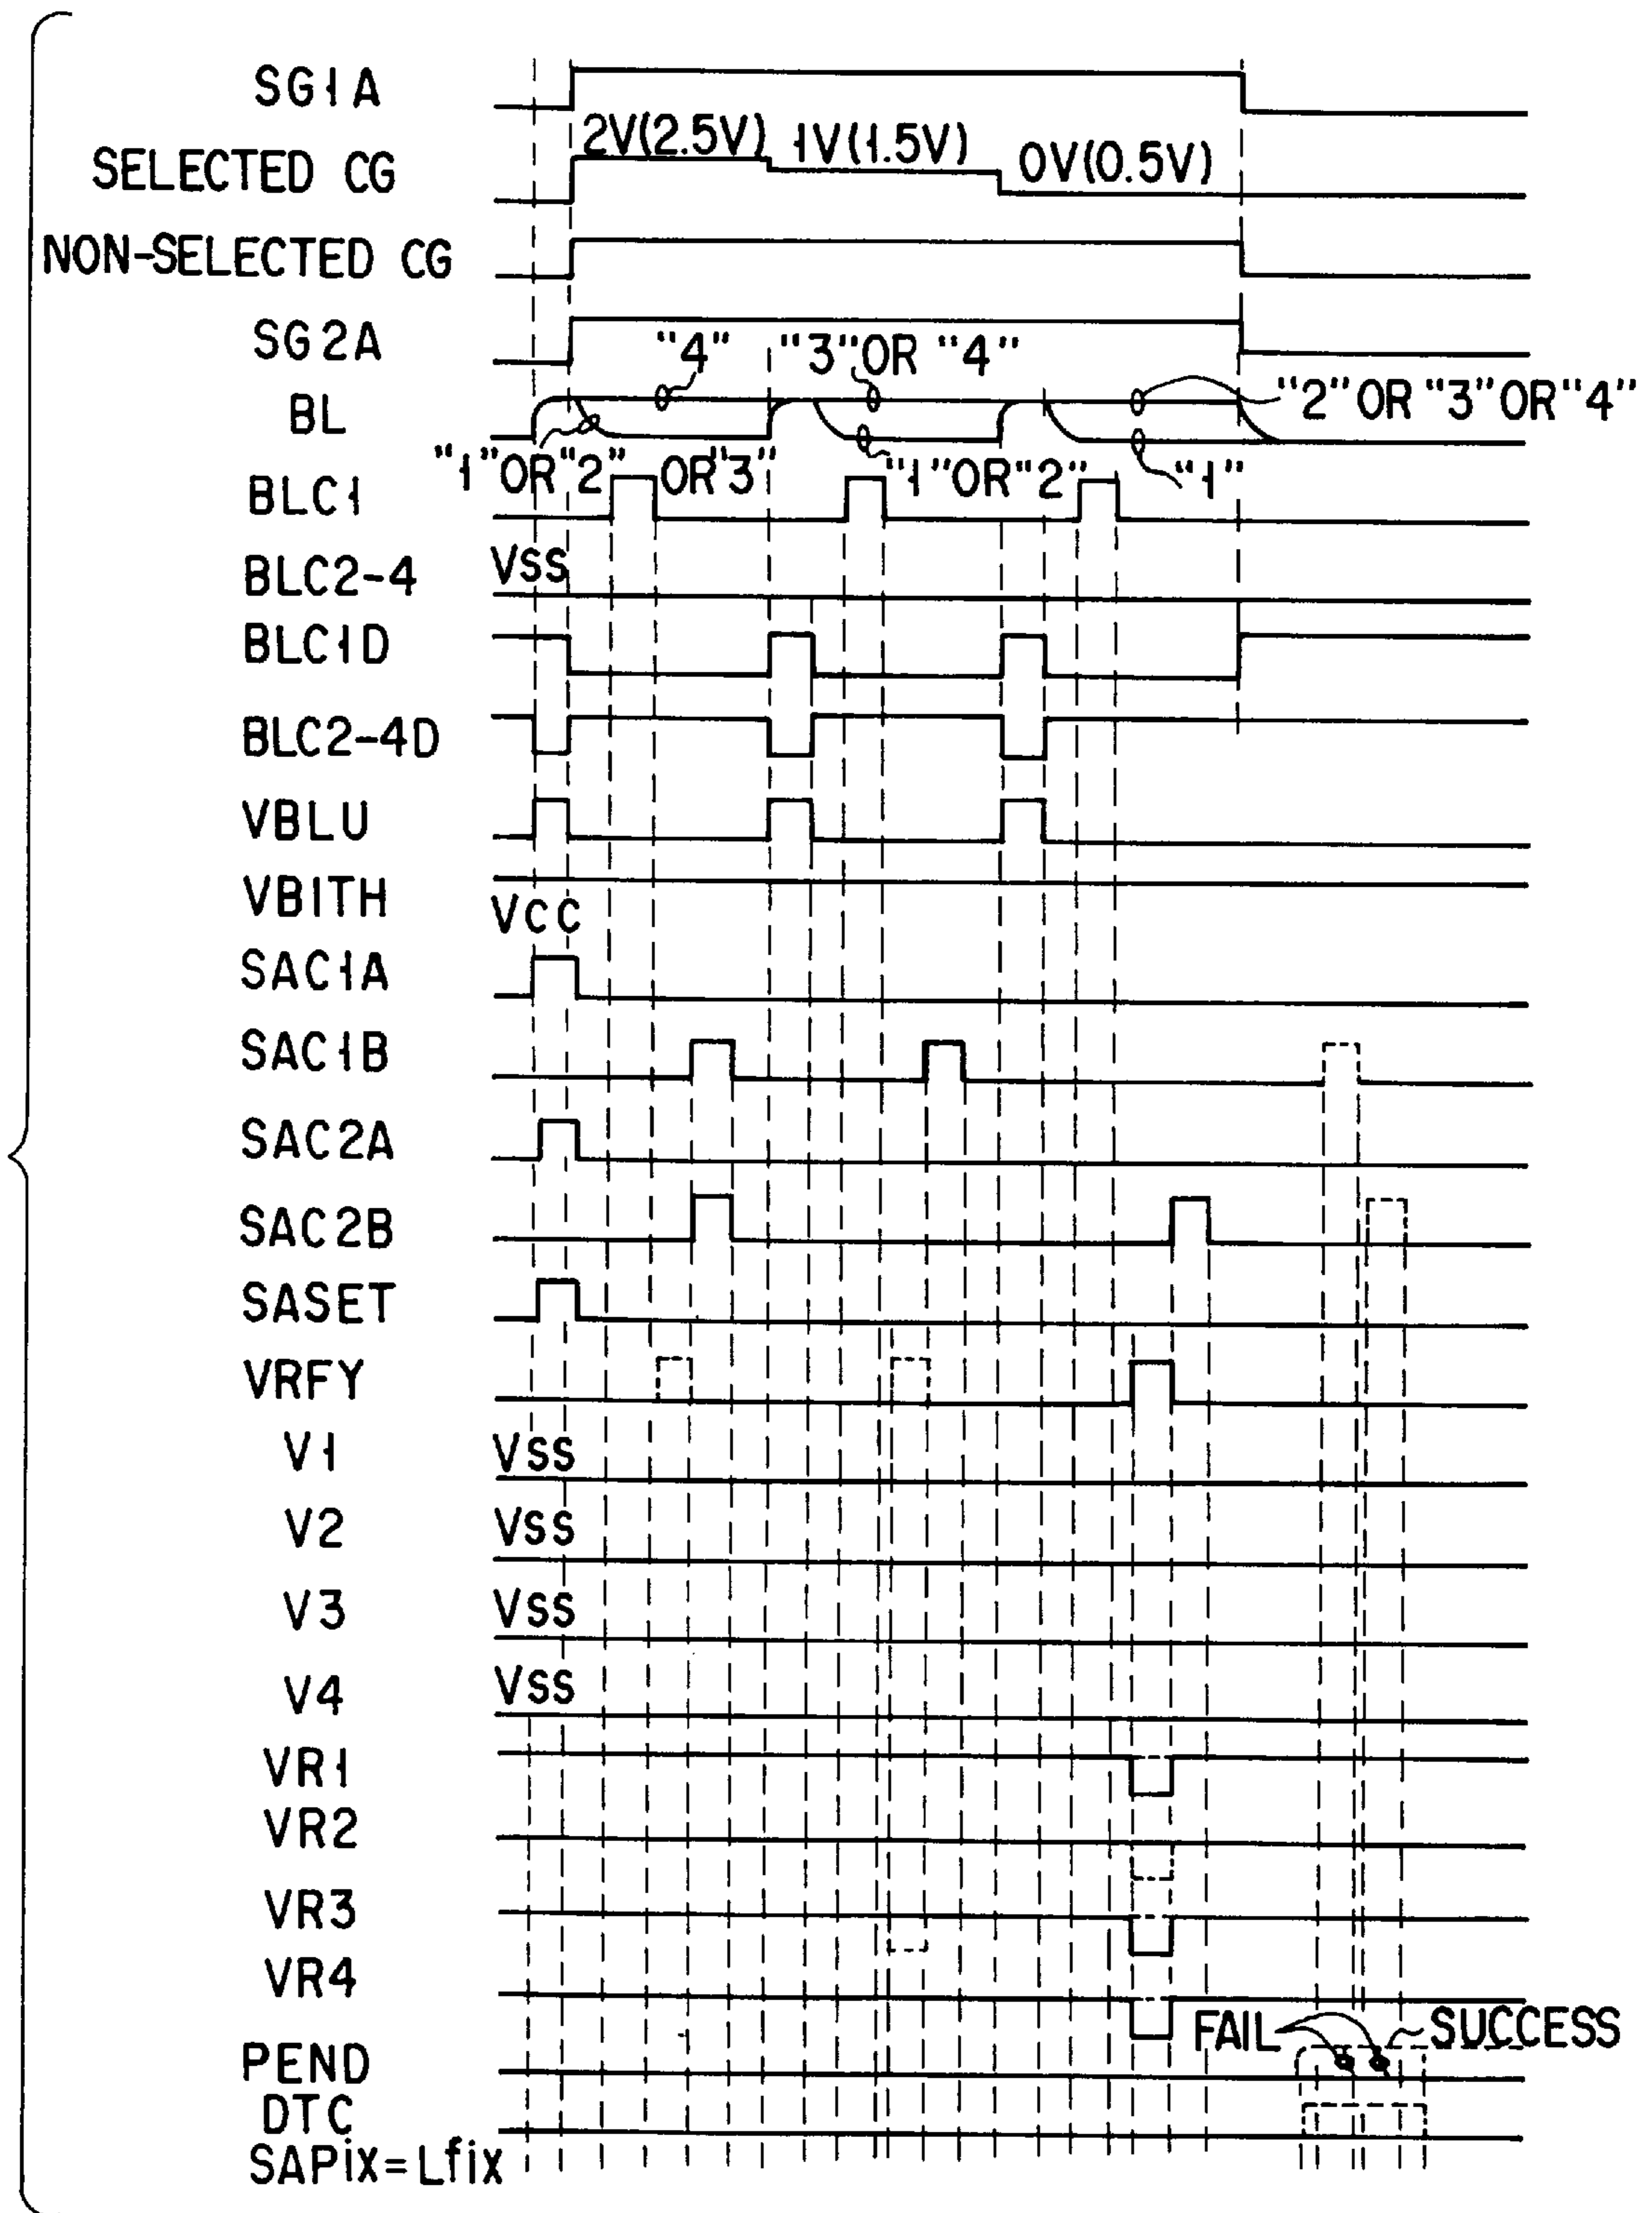 SG1A
2V(2.5V) 1V(1.5V) 0V(0.5V)
SELECTED CG
NON-SELECTED CG
SG2A
"4" "3"OR "4"
BL
"2"OR"3"OR"4"
"1"OR"2" OR"3" "1"OR"2" "1"
BLC1
BLC2-4 VSS
BLC1D
BLC2-4D
VBLU
VBITH
VCC
SAC1A
SAC1B
SAC2A
SAC2B
SASET
VRFY
V1 VSS
V2 VSS
V3 VSS
V4 VSS
VR1
VR2
VR3
VR4
FAIL SUCCESS
PEND
DTC
SAPix=Lfix